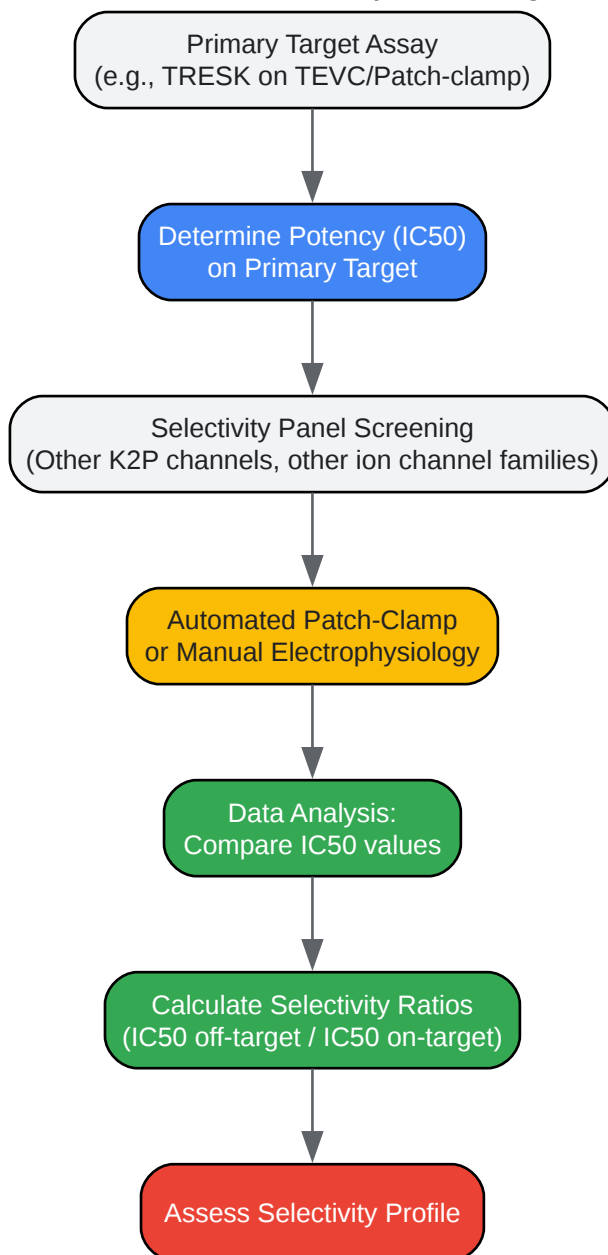 Primary Target Assay
(e.g., TRESK on TEVC/Patch-clamp)
Determine Potency (IC50)
on Primary Target
Selectivity Panel Screening
(Other K2P channels, other ion channel families)
Automated Patch-Clamp
or Manual Electrophysiology
Data Analysis:
Compare IC50 values
Calculate Selectivity Ratios
(IC50 off-target / IC50 on-target)
Assess Selectivity Profile